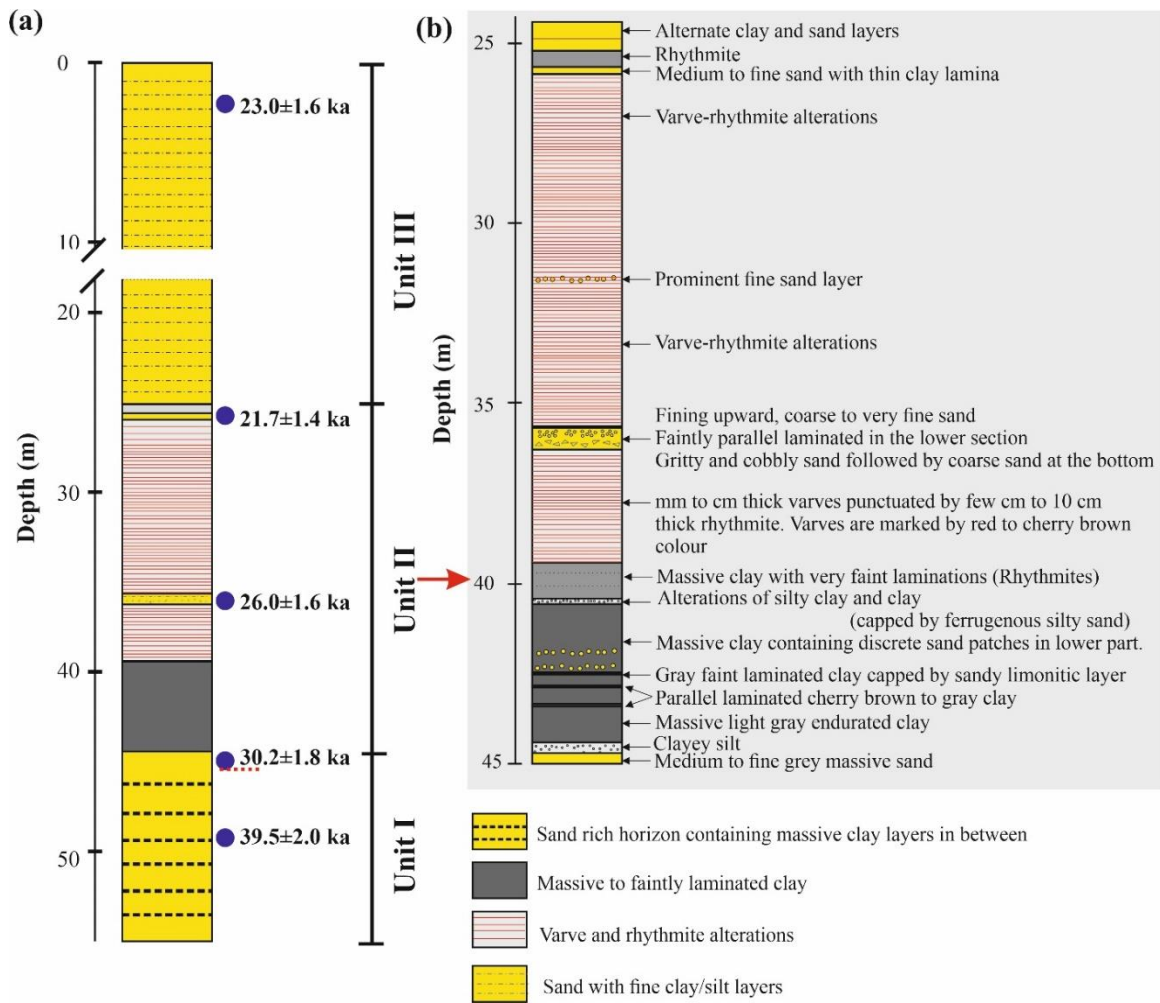 (a)
0
10
20
30
40
50
Depth (m)
23.0±1.6 ka
21.7±1.4 ka
26.0±1.6 ka
30.2±1.8 ka
39.5±2.0 ka
Unit III
Unit II
Unit I
(b)
25
30
35
40
45
Depth (m)
Alternate clay and sand layers
Rhythmite
Medium to fine sand with thin clay lamina
Varve-rhythmite alterations
Prominent fine sand layer
Varve-rhythmite alterations
Fining upward, coarse to very fine sand
Faintly parallel laminated in the lower section
Gritty and cobbly sand followed by coarse sand at the bottom
mm to cm thick varves punctuated by few cm to 10 cm
thick rhythmite. Varves are marked by red to cherry brown
colour
Massive clay with very faint laminations (Rhythmites)
Alterations of silty clay and clay
(capped by ferrugenous silty sand)
Massive clay containing discrete sand patches in lower part.
Gray faint laminated clay capped by sandy limonitic layer
Parallel laminated cherry brown to gray clay
Massive light gray endurated clay
Clayey silt
Medium to fine grey massive sand
Sand rich horizon containing massive clay layers in between
Massive to faintly laminated clay
Varve and rhythmite alterations
Sand with fine clay/silt layers